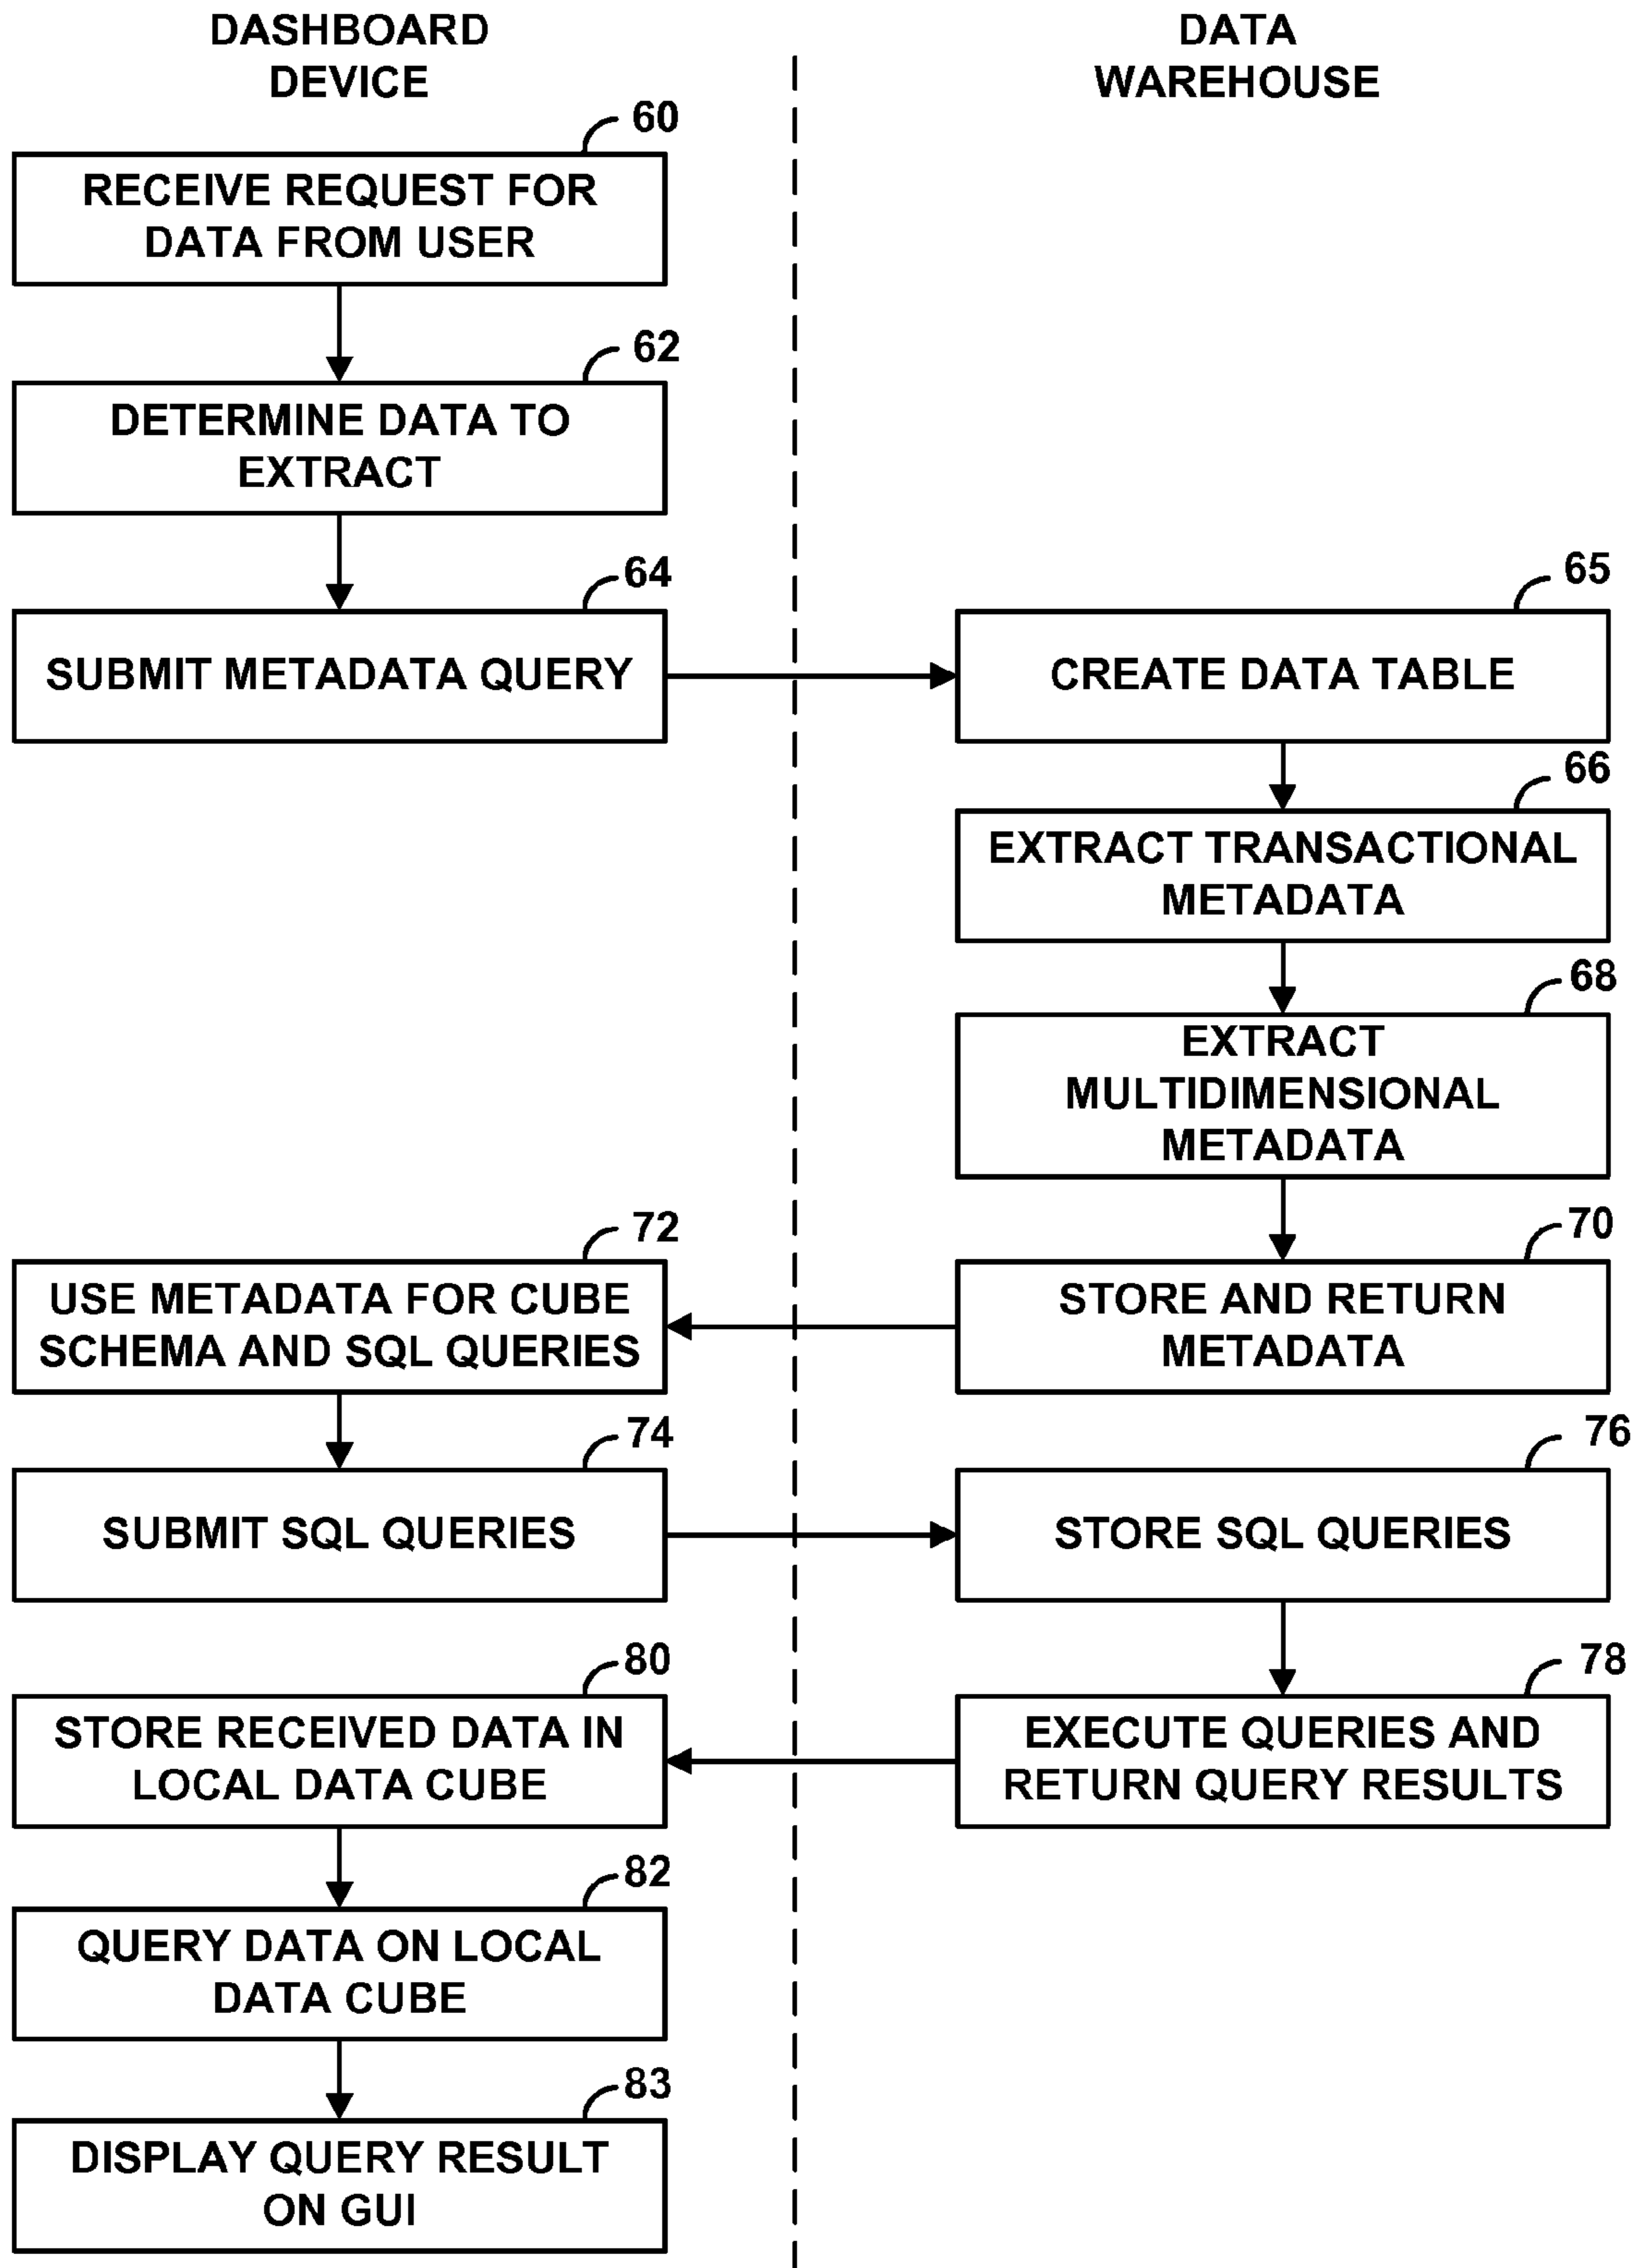 DASHBOARD
DEVICE
DATA
WAREHOUSE
60
RECEIVE REQUEST FOR
DATA FROM USER
62
DETERMINE DATA TO
EXTRACT
64
SUBMIT METADATA QUERY
65
CREATE DATA TABLE
66
EXTRACT TRANSACTIONAL
METADATA
68
EXTRACT
MULTIDIMENSIONAL
METADATA
70
STORE AND RETURN
METADATA
72
USE METADATA FOR CUBE
SCHEMA AND SQL QUERIES
74
SUBMIT SQL QUERIES
76
STORE SQL QUERIES
78
EXECUTE QUERIES AND
RETURN QUERY RESULTS
80
STORE RECEIVED DATA IN
LOCAL DATA CUBE
82
QUERY DATA ON LOCAL
DATA CUBE
83
DISPLAY QUERY RESULT
ON GUI